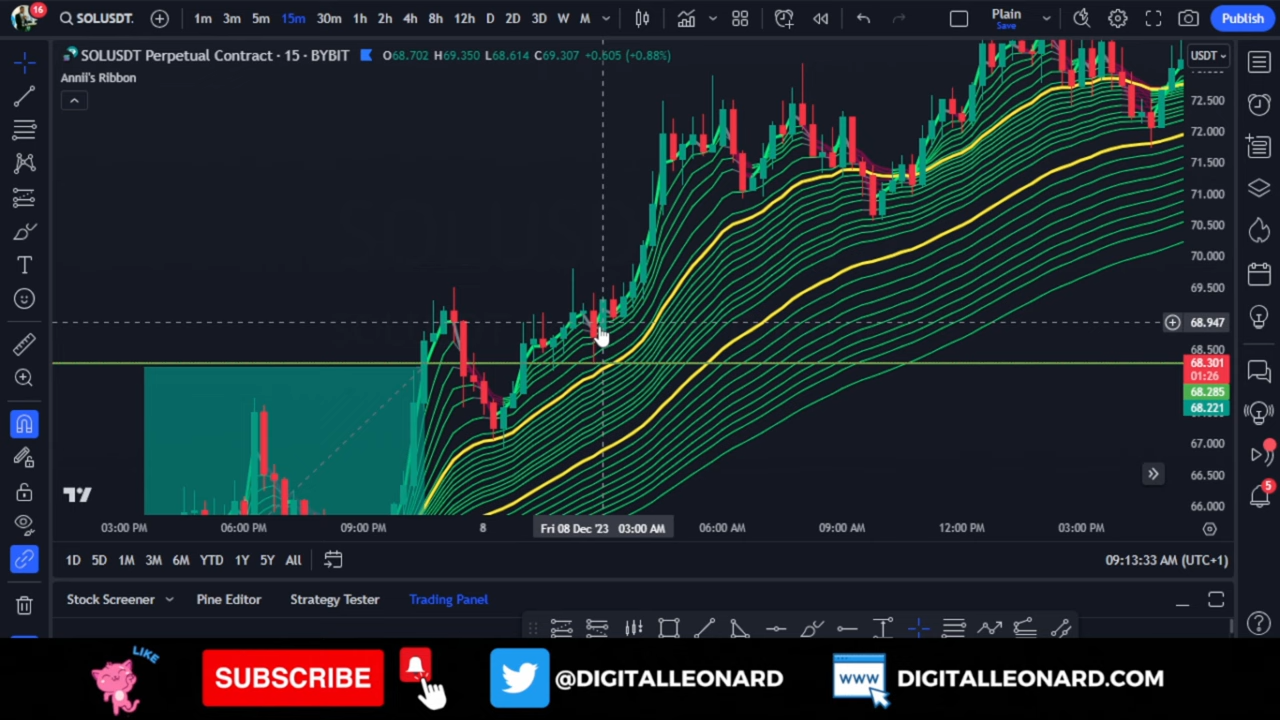 16
SOLUSDT.
1m 3m 5m 15m 30m 1h 2h 4h 8h 12h D 2D 3D W M
Plain
Save
Publish
SOLUSDT Perpetual Contract · 15 · BYBIT O68.702 H69.350 L68.614 C69.307 +0.605 (+0.88%)
USDT
Annii's Ribbon
72.500
72.000
71.500
71.000
70.500
70.000
69.500
68.947
68.500
68.301
01:26
68.285
68.221
67.000
66.500
66.000
03:00 PM 06:00 PM 09:00 PM 8 Fri 08 Dec '23 03:00 AM 06:00 AM 09:00 AM 12:00 PM 03:00 PM
5
1D 5D 1M 3M 6M YTD 1Y 5Y All
09:13:33 AM (UTC+1)
Stock Screener Pine Editor Strategy Tester Trading Panel
LIKE
SUBSCRIBE
@DIGITALLEONARD
WWW
DIGITALLEONARD.COM